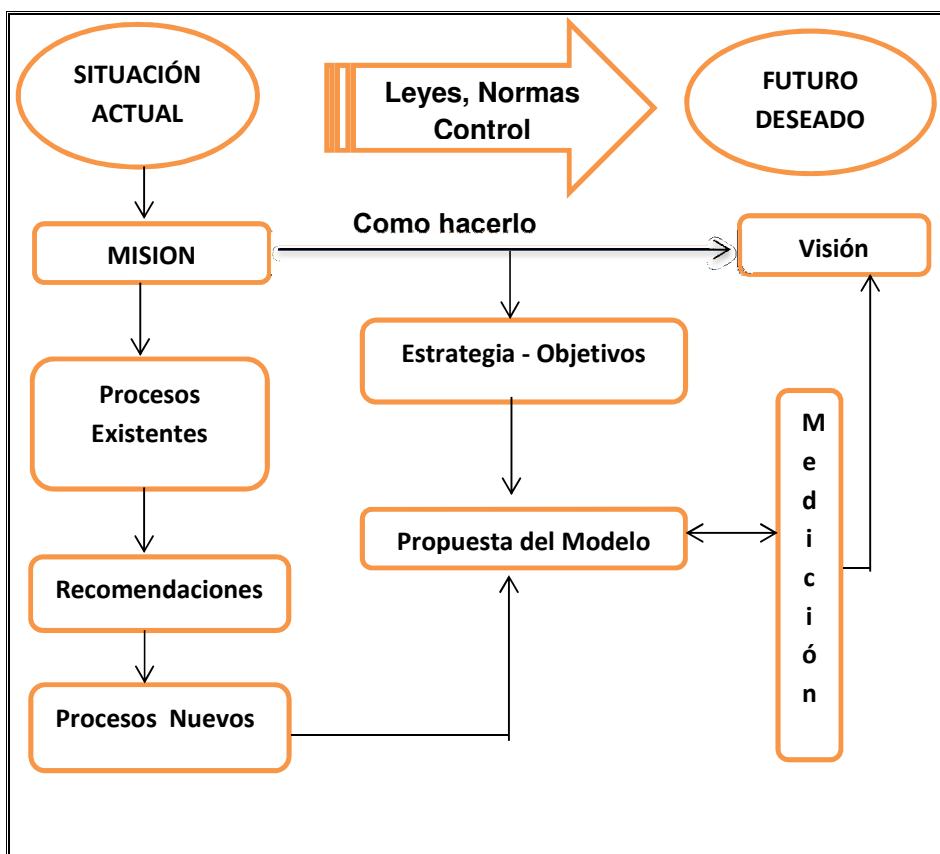 SITUACIÓN
ACTUAL
Leyes, Normas
Control
FUTURO
DESEADO
Como hacerlo
MISION
Visión
Estrategia - Objetivos
Procesos
Existentes
Medición
Propuesta del Modelo
Recomendaciones
Procesos Nuevos